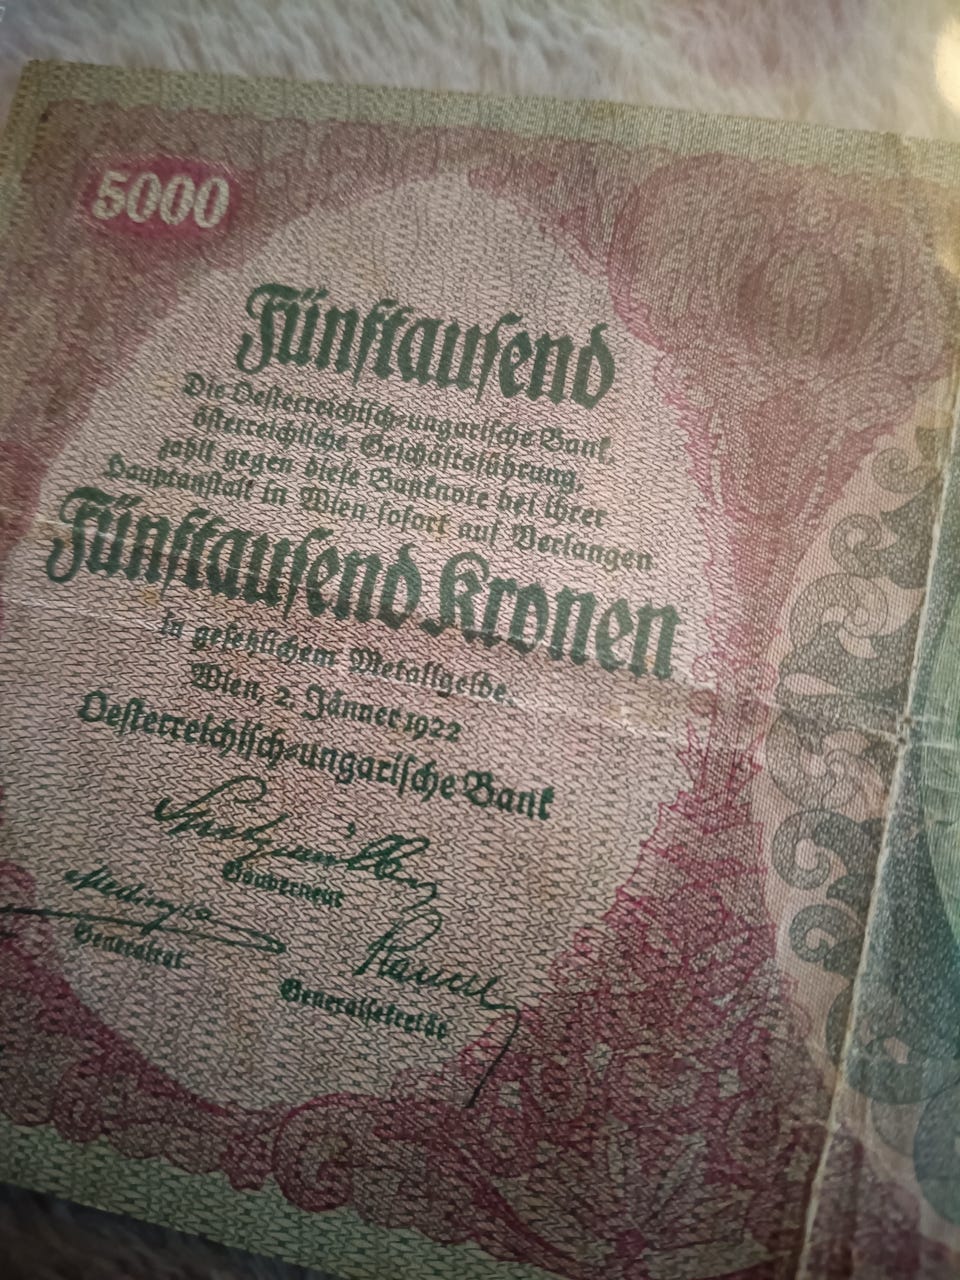 5000
Fünftausend
Die Oesterreichisch-ungarische Bank,
österreichische Geschäftsführung,
zahlt gegen diese Banknote bei ihrer
Hauptanstalt in Wien sofort auf Verlangen
Fünftausend Kronen
in gesetzlichem Metallgelde.
Wien, 2. Jänner 1922
Oesterreichisch-ungarische Bank
Spitzmüller
Gouverneur
Generalrat
Generalsekretär